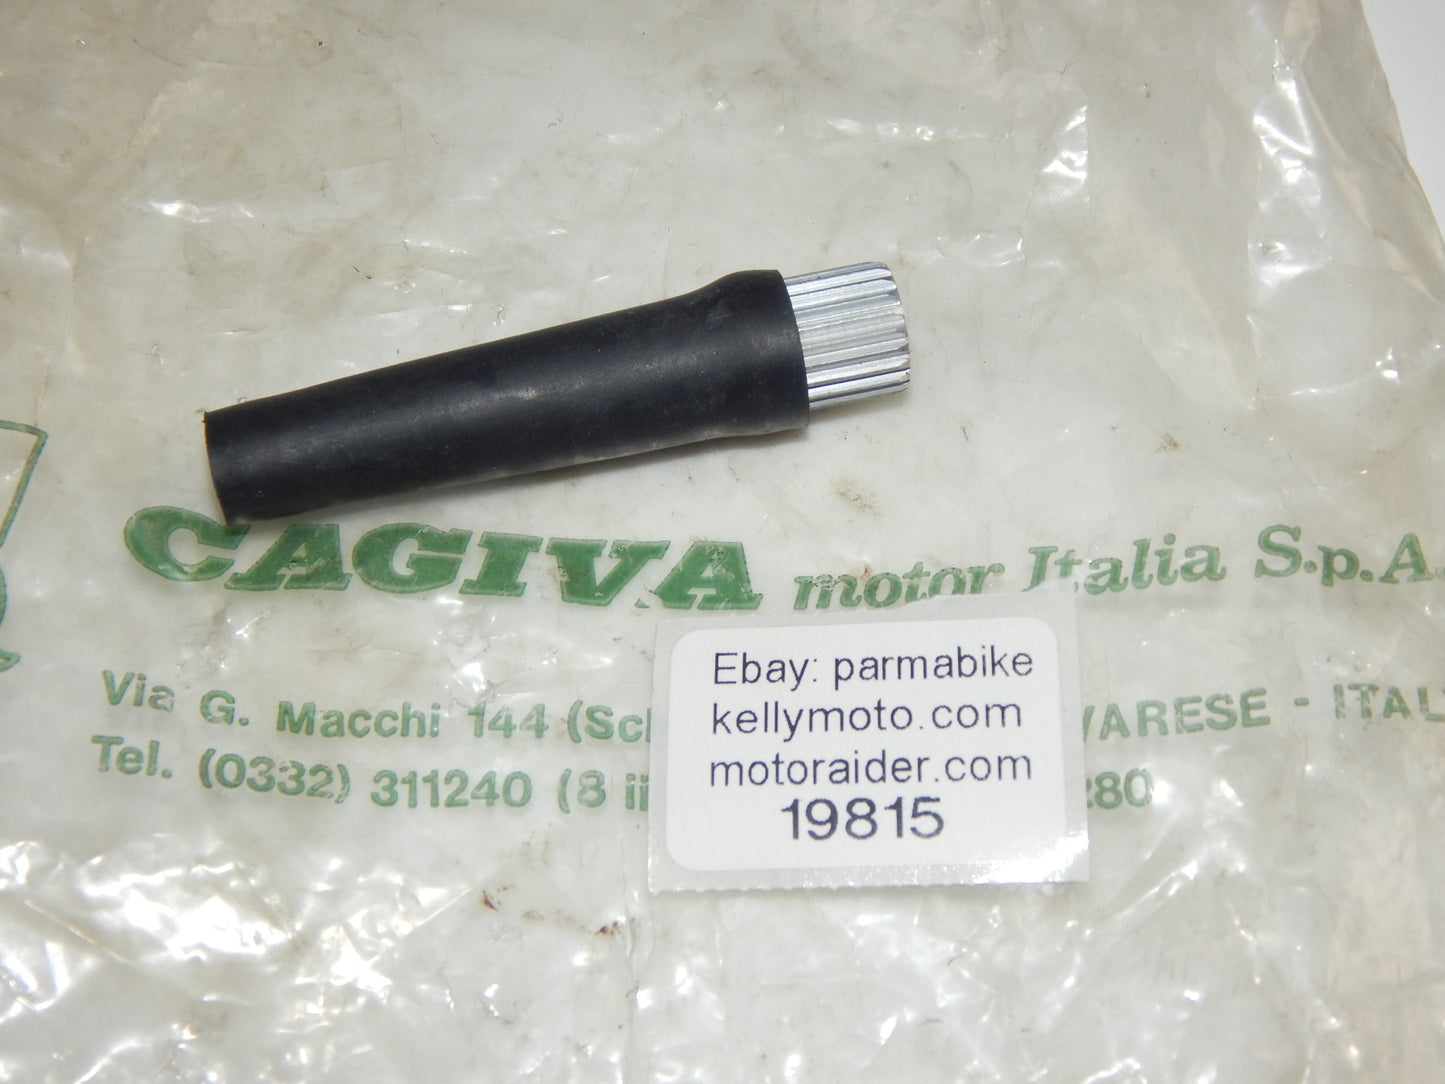 CAGIVA motor Italia S.p.A.
Via G. Macchi 144 VARESE - ITAL
Tel. (0332) 311240 (8 280
Ebay: parmabike
kellymoto.com
motoraider.com
19815